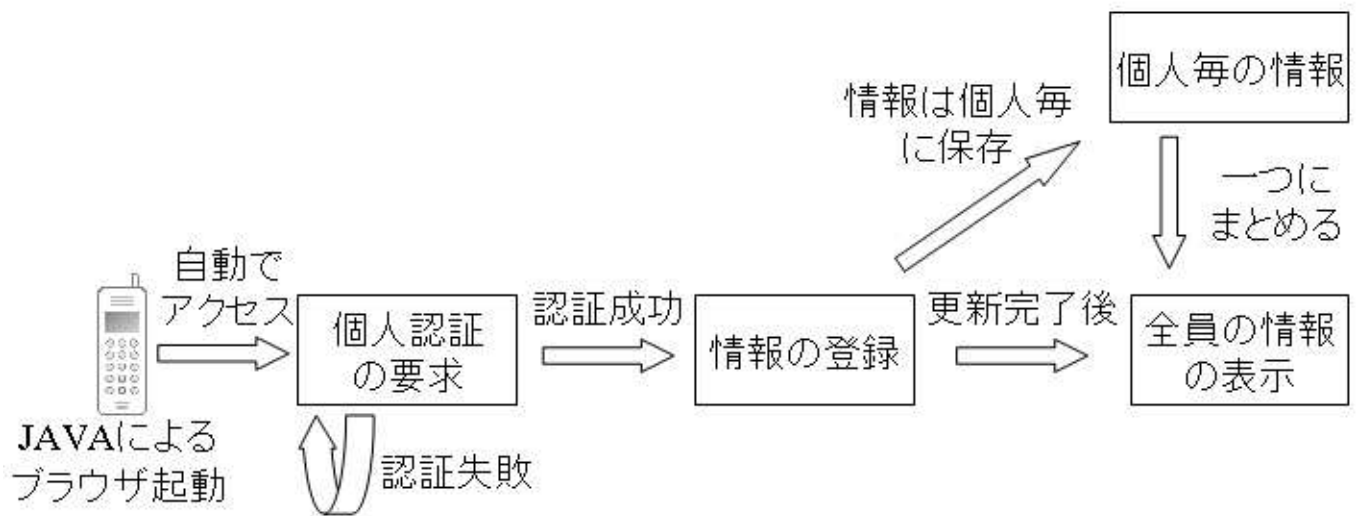 個人毎の情報
情報は個人毎
に保存
一つに
まとめる
自動で
アクセス
個人認証
の要求
認証成功
情報の登録
更新完了後
全員の情報
の表示
JAVAによる
ブラウザ起動
認証失敗